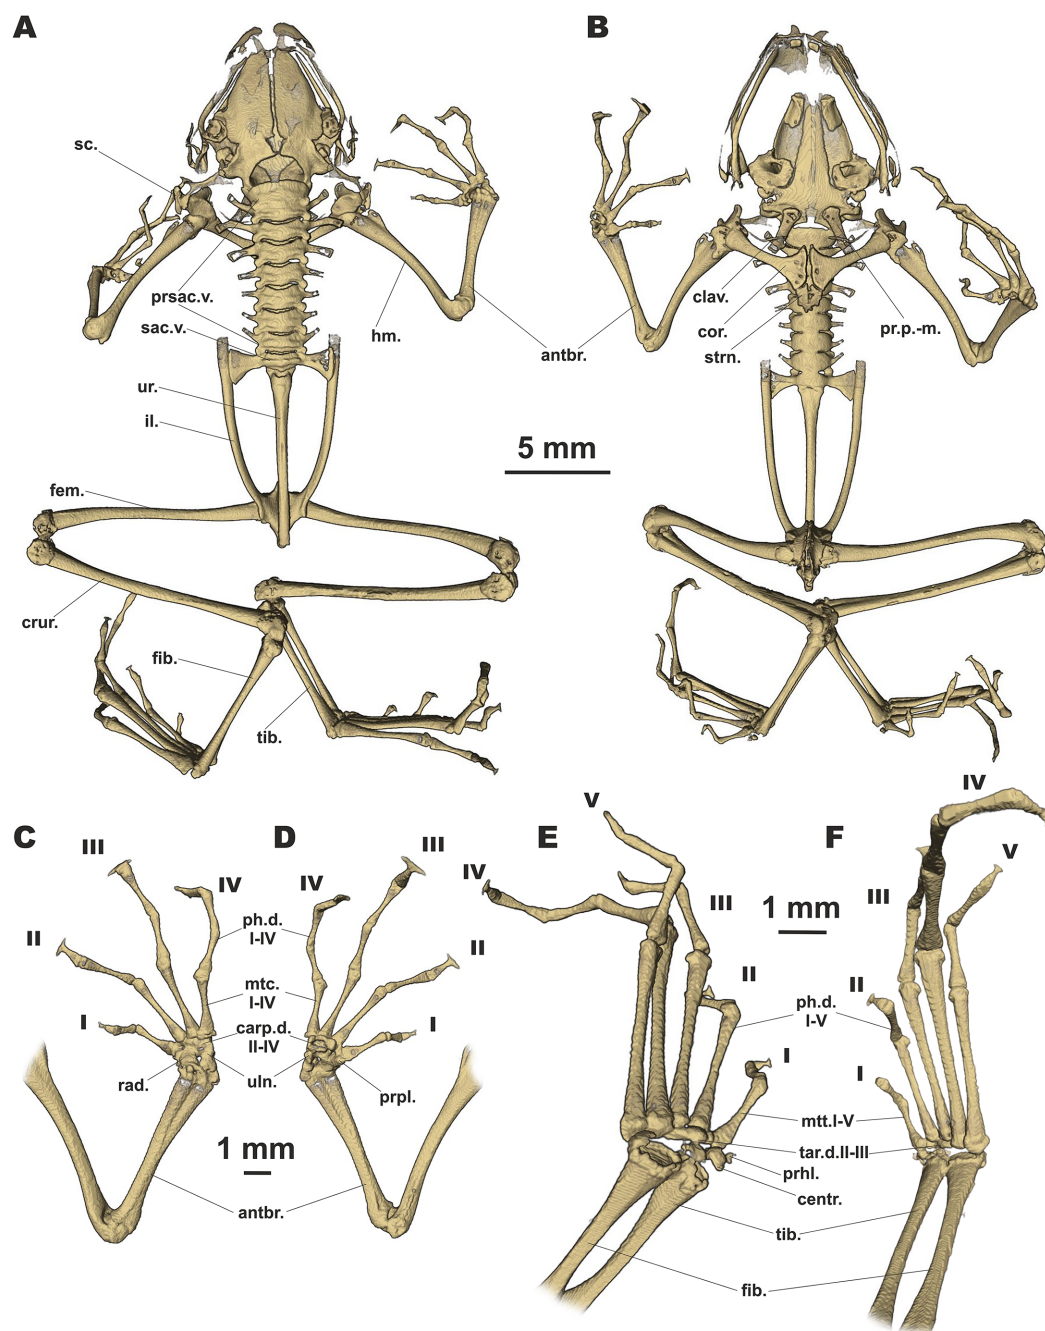 A
B
sc.
prsac.v.
sac.v.
hm.
antbr.
clav.
cor.
strn.
pr.p.-m.
ur.
il.
5 mm
fem.
crur.
fib.
tib.
C
D
E
F
III
IV
IV
III
II
II
I
I
ph.d.
I-IV
mtc.
I-IV
carp.d.
II-IV
rad.
uln.
prpl.
1 mm
antbr.
V
IV
III
II
I
1 mm
IV
V
III
II
I
ph.d.
I-V
mtt.I-V
tar.d.II-III
prhl.
centr.
tib.
fib.